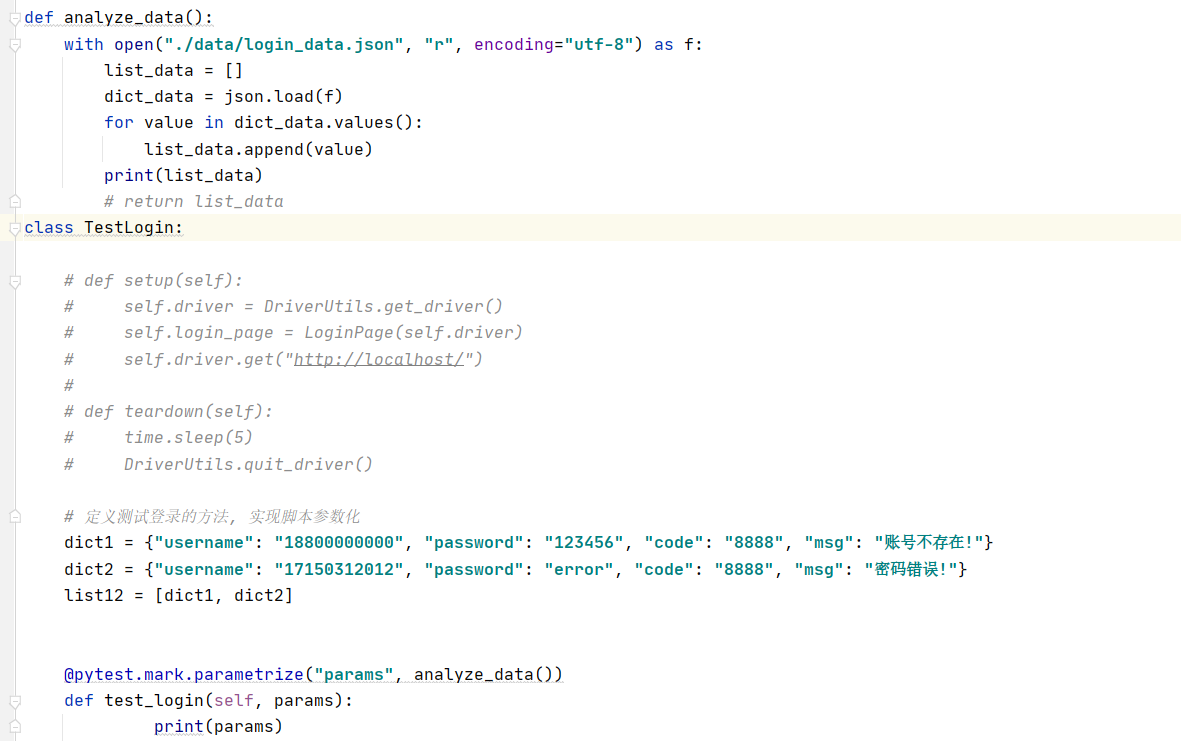 def analyze_data():
    with open("./data/login_data.json", "r", encoding="utf-8") as f:
        list_data = []
        dict_data = json.load(f)
        for value in dict_data.values():
            list_data.append(value)
        print(list_data)
        # return list_data
class TestLogin:
    # def setup(self):
    #     self.driver = DriverUtils.get_driver()
    #     self.login_page = LoginPage(self.driver)
    #     self.driver.get("http://localhost/")
    #
    # def teardown(self):
    #     time.sleep(5)
    #     DriverUtils.quit_driver()
    # 定义测试登录的方法, 实现脚本参数化
    dict1 = {"username": "18800000000", "password": "123456", "code": "8888", "msg": "账号不存在!"}
    dict2 = {"username": "17150312012", "password": "error", "code": "8888", "msg": "密码错误!"}
    list12 = [dict1, dict2]
    @pytest.mark.parametrize("params", analyze_data())
    def test_login(self, params):
             print(params)